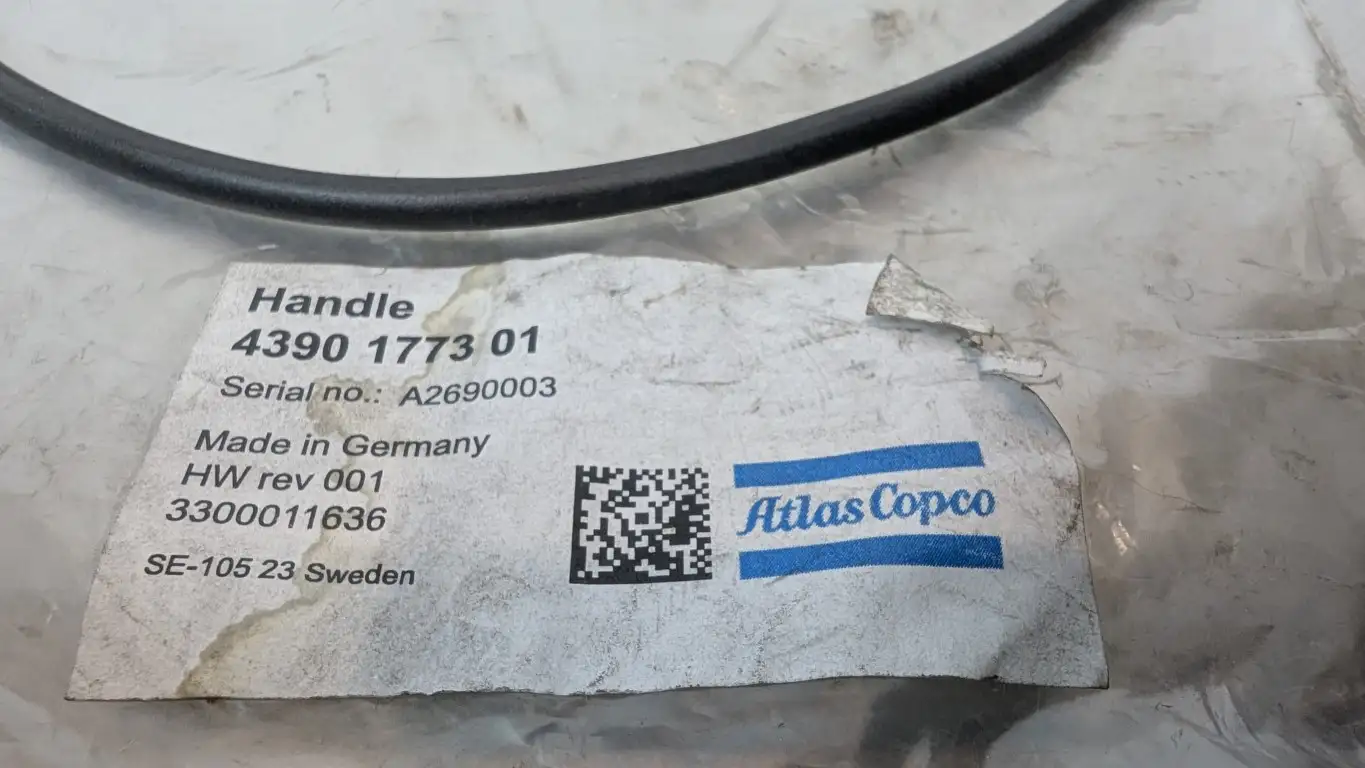 Handle
4390 1773 01
Serial no.: A2690003
Made in Germany
HW rev 001
3300011636
SE-105 23 Sweden
Atlas Copco